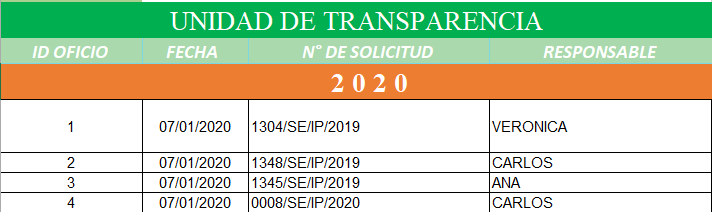 UNIDAD DE TRANSPARENCIA
ID OFICIO FECHA N° DE SOLICITUD RESPONSABLE
2 0 2 0
1 07/01/2020 1304/SE/IP/2019 VERONICA
2 07/01/2020 1348/SE/IP/2019 CARLOS
3 07/01/2020 1345/SE/IP/2019 ANA
4 07/01/2020 0008/SE/IP/2020 CARLOS